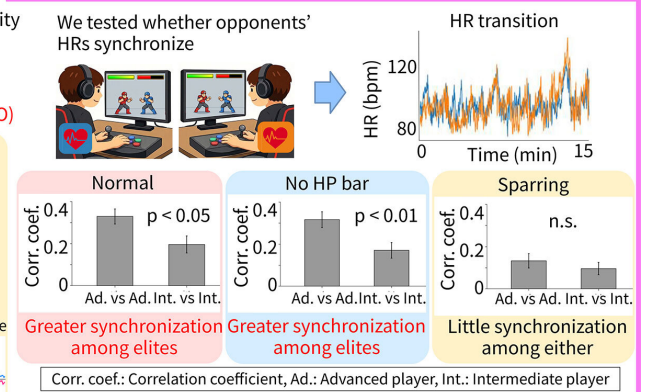 ity
We tested whether opponents’
HRs synchronize
HR transition
HR (bpm)
120
80
0
Time (min)
15
O)
Normal
Corr. coef.
0.4
0.2
0
p < 0.05
Ad. vs Ad. Int. vs Int.
Greater synchronization
among elites
No HP bar
Corr. coef.
0.4
0.2
0
p < 0.01
Ad. vs Ad. Int. vs Int.
Greater synchronization
among elites
Sparring
Corr. coef.
0.4
0.2
0
n.s.
Ad. vs Ad. Int. vs Int.
Little synchronization
among either
e
Corr. coef.: Correlation coefficient, Ad.: Advanced player, Int.: Intermediate player